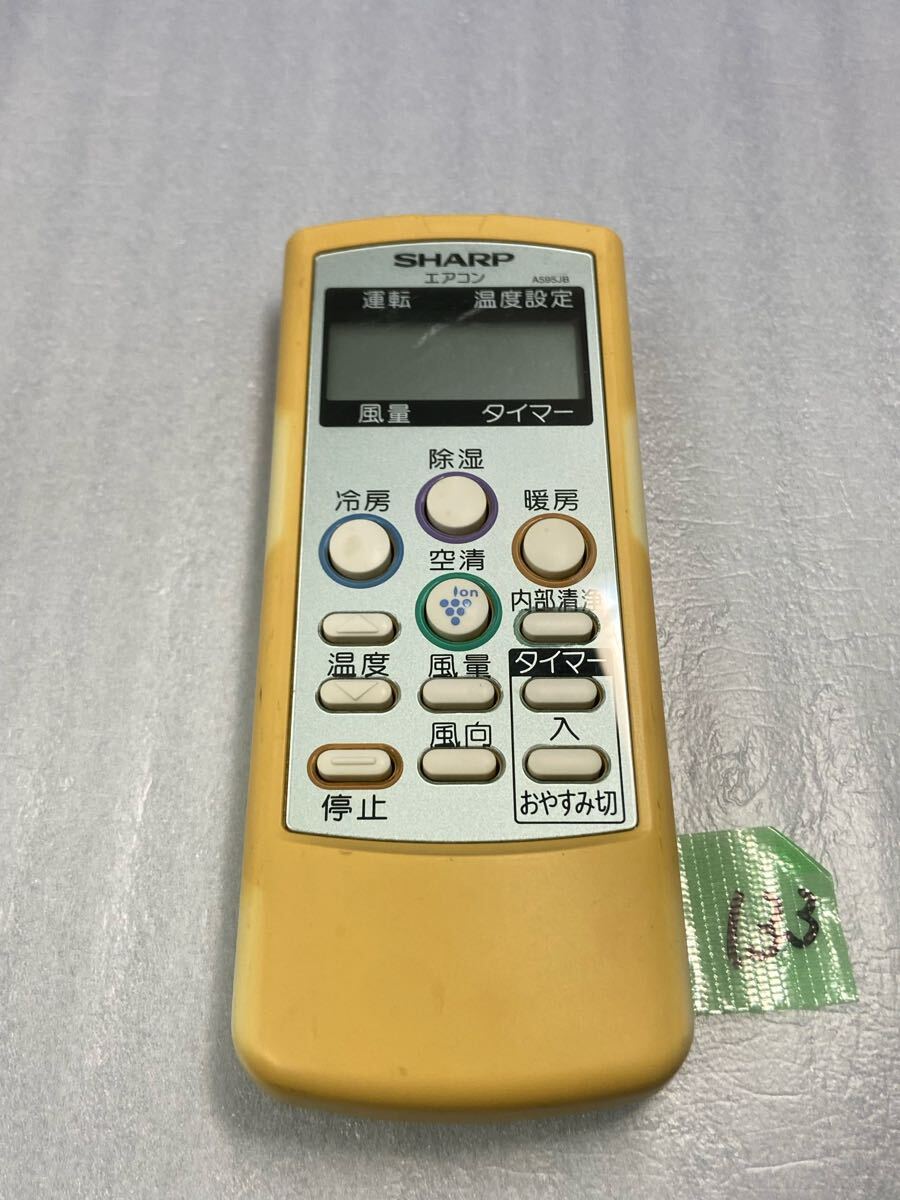 SHARP
エアコン A595JB
運転 温度設定
風量 タイマー
除湿
冷房 暖房
空清
ion
内部清浄
温度 風量 タイマー
風向 入
停止 おやすみ切